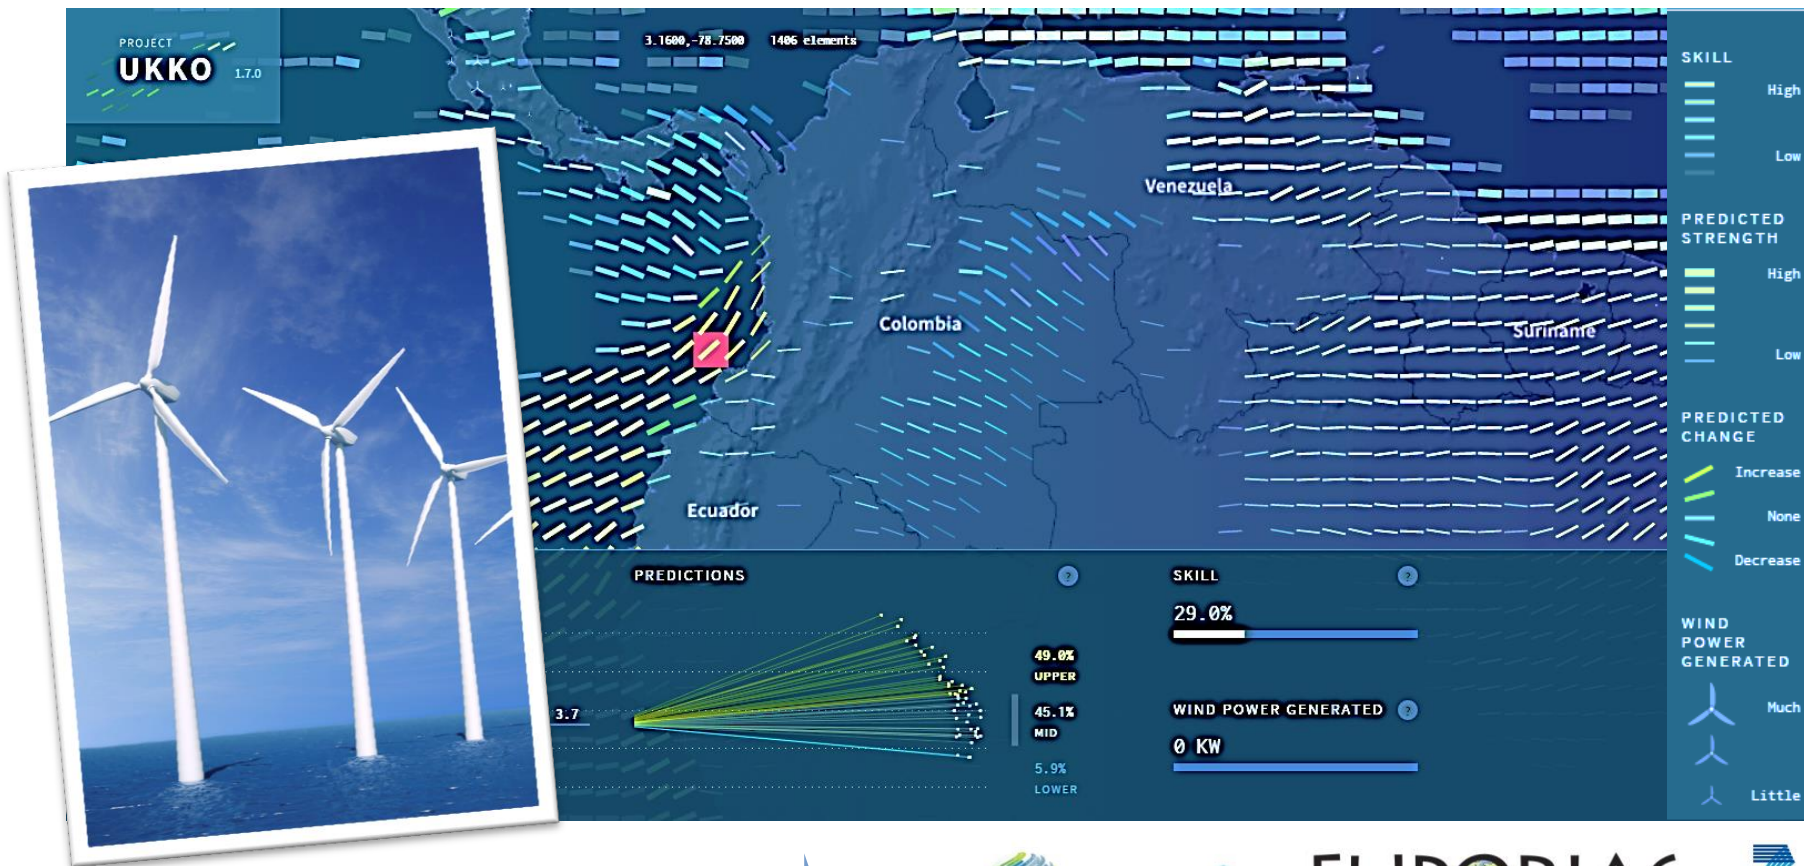 PROJECT
UKKO 1.7.0
3.1600,-78.7500 1406 elements
Venezuela
Colombia
Suriname
Ecuador
SKILL
High
Low
PREDICTED
STRENGTH
High
Low
PREDICTED
CHANGE
Increase
None
Decrease
WIND
POWER
GENERATED
Much
Little
PREDICTIONS ?
3.7
49.0%
UPPER
45.1%
MID
5.9%
LOWER
SKILL ?
29.0%
WIND POWER GENERATED ?
0 KW